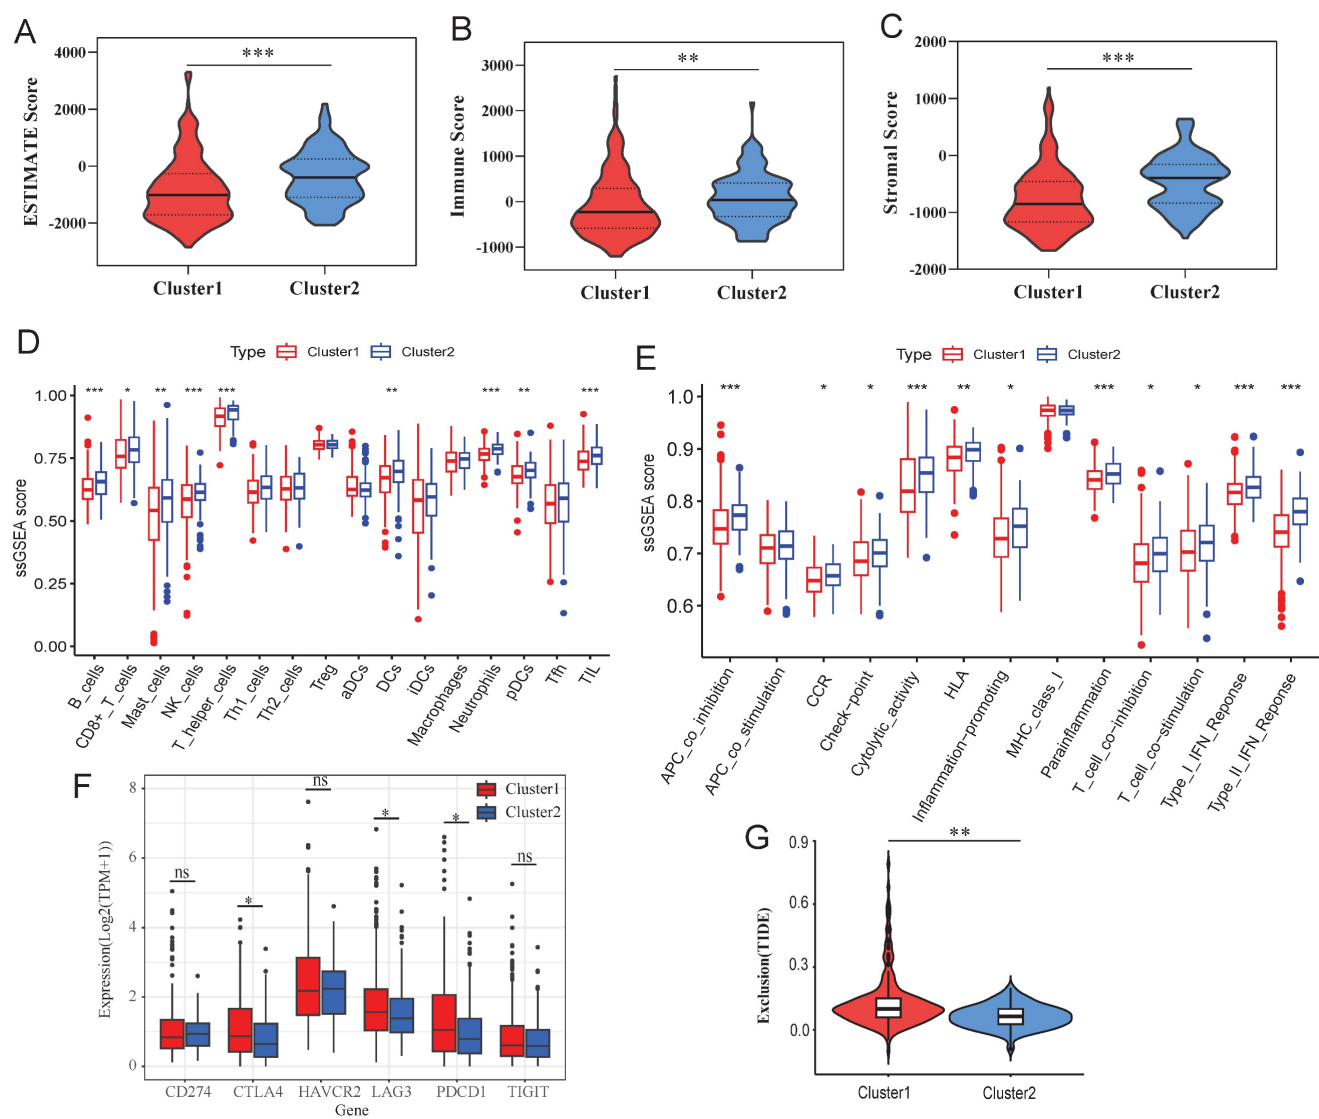 A
ESTIMATE Score
4000
2000
0
-2000
***
Cluster1
Cluster2
B
Immune Score
3000
1000
0
-1000
**
Cluster1
Cluster2
C
Stromal Score
2000
1000
0
-1000
-2000
***
Cluster1
Cluster2
D
Type Cluster1 Cluster2
ssGSEA score
1.00
0.75
0.50
0.25
0.00
*** * ** *** *** ** *** ** ***
B_cells
CD8+_T_cells
Mast_cells
NK_cells
T_helper_cells
Th1_cells
Th2_cells
Treg
aDCs
DCs
iDCs
Macrophages
Neutrophils
pDCs
Tfh
TIL
E
Type Cluster1 Cluster2
ssGSEA score
1.0
0.9
0.8
0.7
0.6
*** * * *** ** * *** * * *** ***
APC_co_inhibition
APC_co_stimulation
CCR
Check-point
Cytolytic_activity
HLA
Inflammation-promoting
MHC_class_I
Parainflammation
T_cell_co-inhibition
T_cell_co-stimulation
Type_I_IFN_Reponse
Type_II_IFN_Reponse
F
Expression(Log2(TPM+1))
8
6
4
2
0
ns
*
ns
*
*
ns
Cluster1
Cluster2
CD274 CTLA4 HAVCR2 LAG3 PDCD1 TIGIT
Gene
G
Exclusion(TIDE)
0.9
0.6
0.3
0.0
**
Cluster1
Cluster2